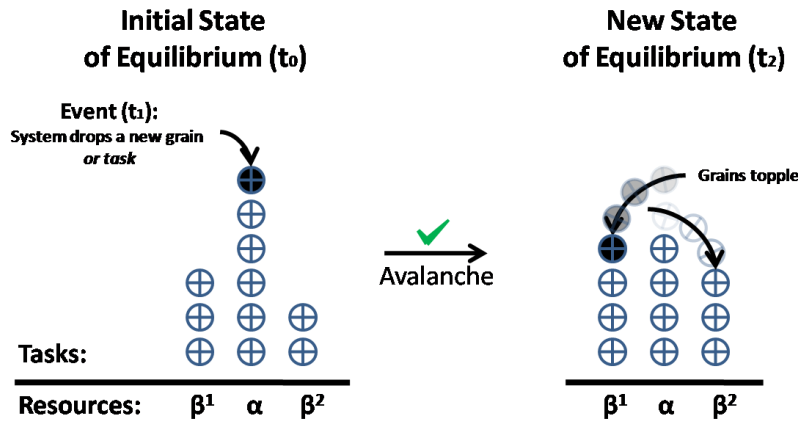 Initial State
of Equilibrium (t₀)
New State
of Equilibrium (t₂)
Event (t₁):
System drops a new grain
or task
Grains topple
Avalanche
Tasks:
Resources: β¹ α β² β¹ α β²